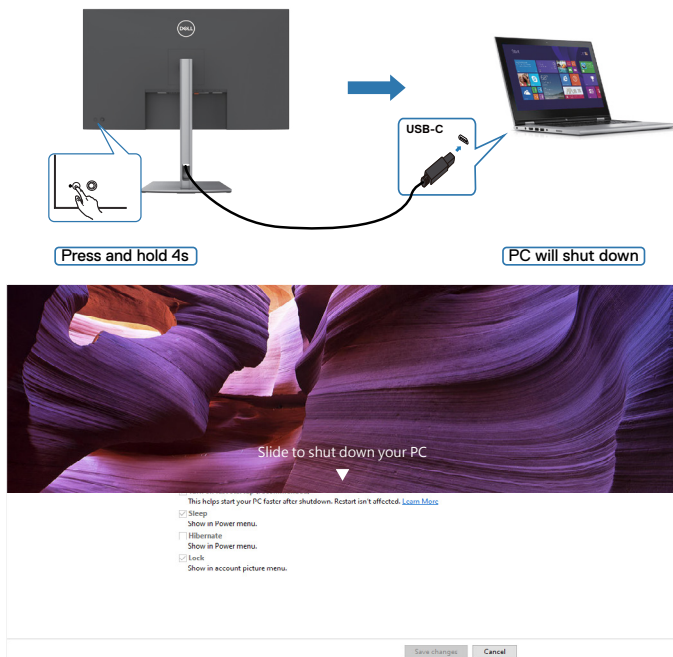 DELL
USB-C
Press and hold 4s
PC will shut down
Slide to shut down your PC
This helps start your PC faster after shutdown. Restart isn't affected. Learn More
Sleep
Show in Power menu.
Hibernate
Show in Power menu.
Lock
Show in account picture menu.
Save changes Cancel